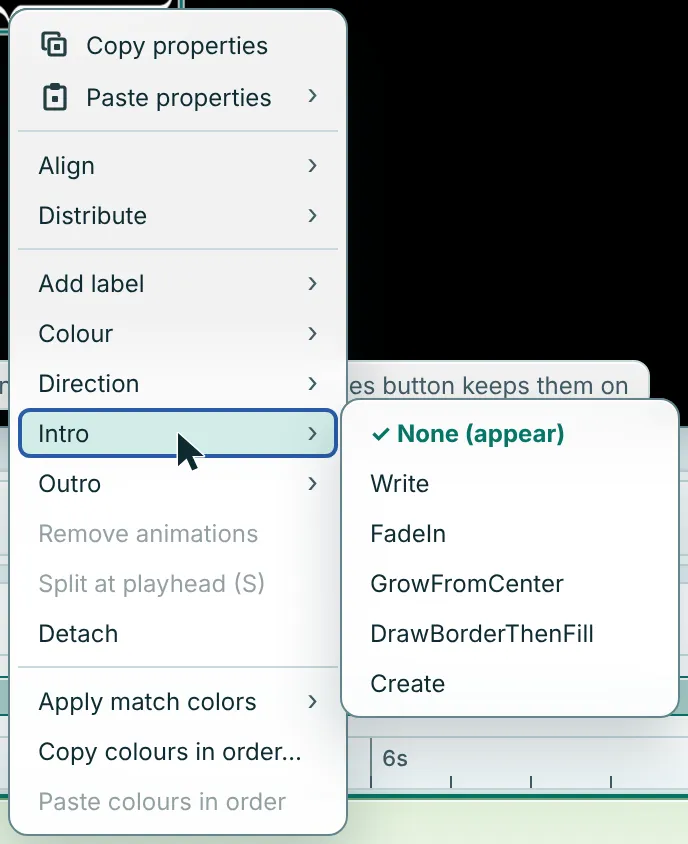 Copy properties
Paste properties
Align
Distribute
Add label
Colour
Direction
es button keeps them on
Intro
None (appear)
Outro
Write
Remove animations
FadeIn
Split at playhead (S)
GrowFromCenter
Detach
DrawBorderThenFill
Create
Apply match colors
Copy colours in order...
6s
Paste colours in order